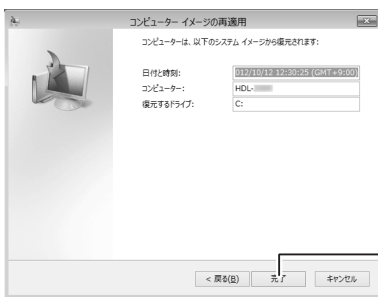 コンピューター イメージの再適用
コンピューターは、以下のシステム イメージから復元されます:
日付と時刻: 012/10/12 12:30:25 (GMT+9:00)
コンピューター: HDL-
復元するドライブ: C:
< 戻る(B) 完了 キャンセル